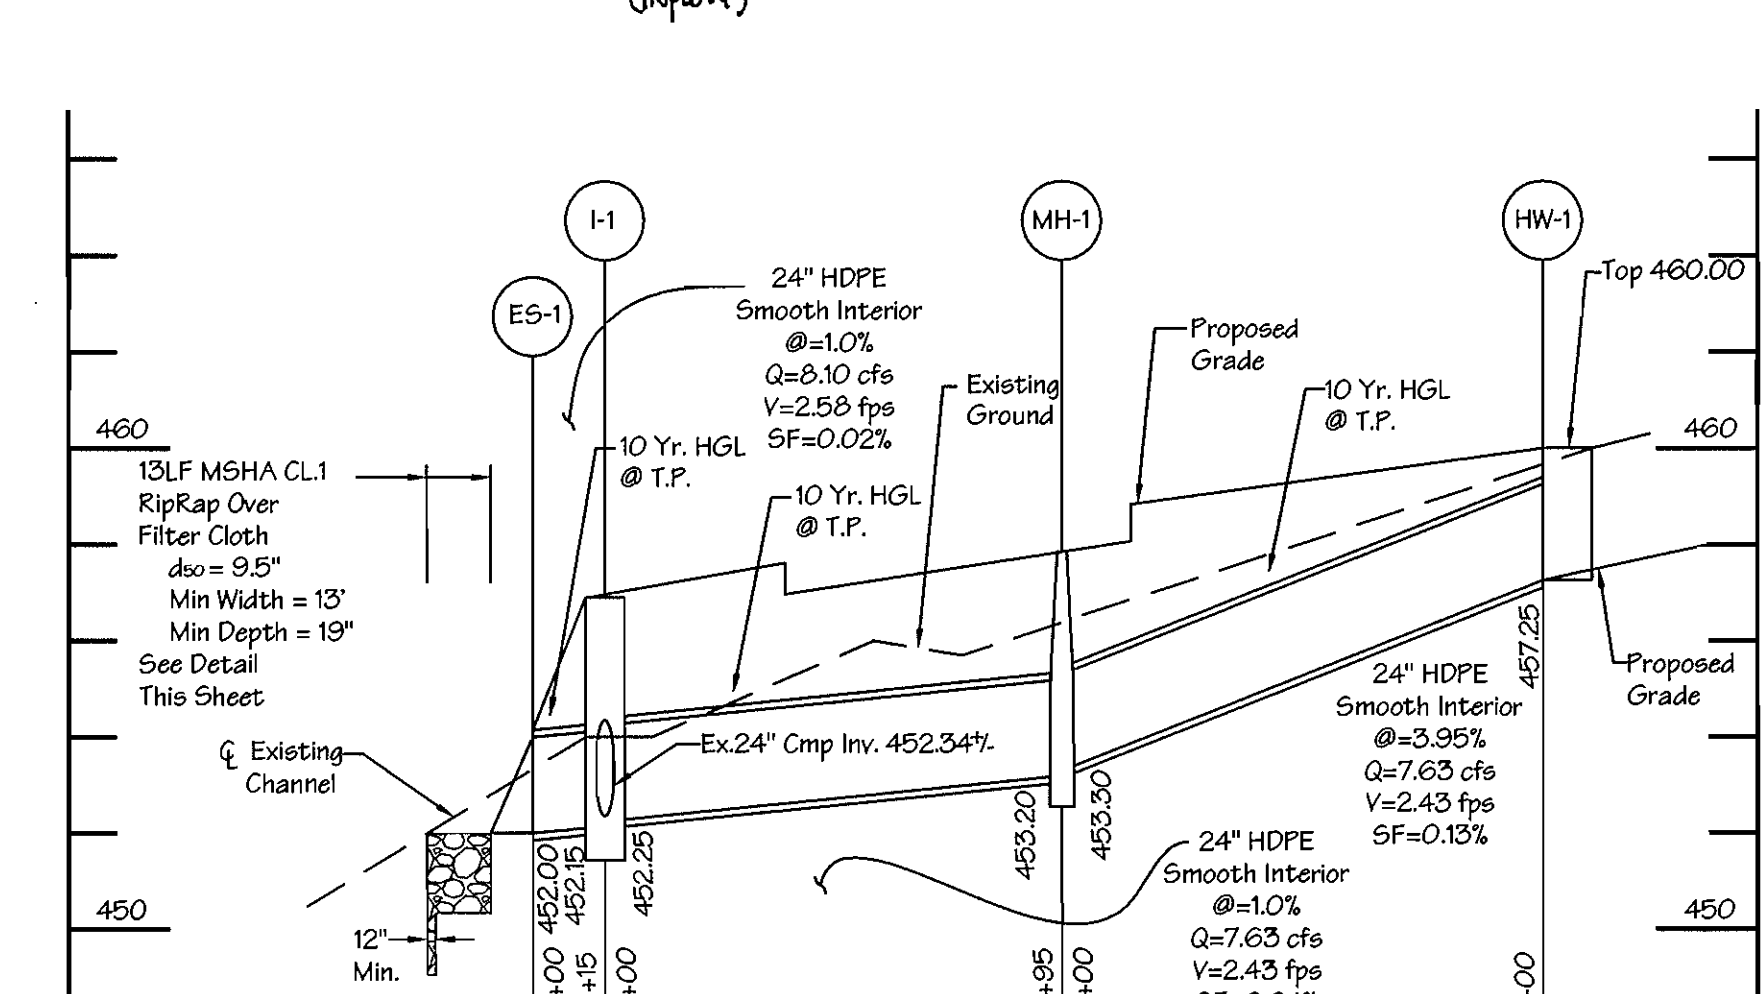 I-1
MH-1
HW-1
ES-1
24" HDPE
Smooth Interior
@=1.0%
Q=8.10 cfs
V=2.58 fps
SF=0.02%
Top 460.00
Proposed
Grade
Existing
Ground
10 Yr. HGL
@ T.P.
10 Yr. HGL
@ T.P.
10 Yr. HGL
@ T.P.
460
460
13LF MSHA CL.1
RipRap Over
Filter Cloth
d50 = 9.5"
Min Width = 13'
Min Depth = 19"
See Detail
This Sheet
℄ Existing
Channel
Ex.24" Cmp Inv. 452.34+/-
457.25
Proposed
Grade
24" HDPE
Smooth Interior
@=3.95%
Q=7.63 cfs
V=2.43 fps
SF=0.13%
453.20
453.30
452.00
452.15
452.25
24" HDPE
Smooth Interior
@=1.0%
Q=7.63 cfs
V=2.43 fps
450
450
12"
Min.
+00
+15
+00
+95
+00